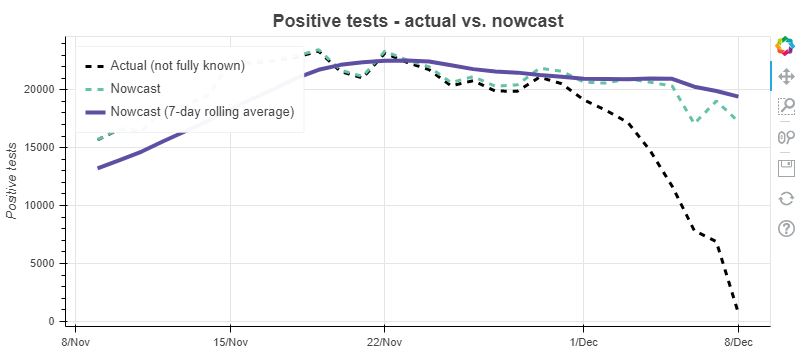 Positive tests - actual vs. nowcast
Actual (not fully known)
Nowcast
Nowcast (7-day rolling average)
Positive tests
20000
15000
10000
5000
0
8/Nov
15/Nov
22/Nov
1/Dec
8/Dec